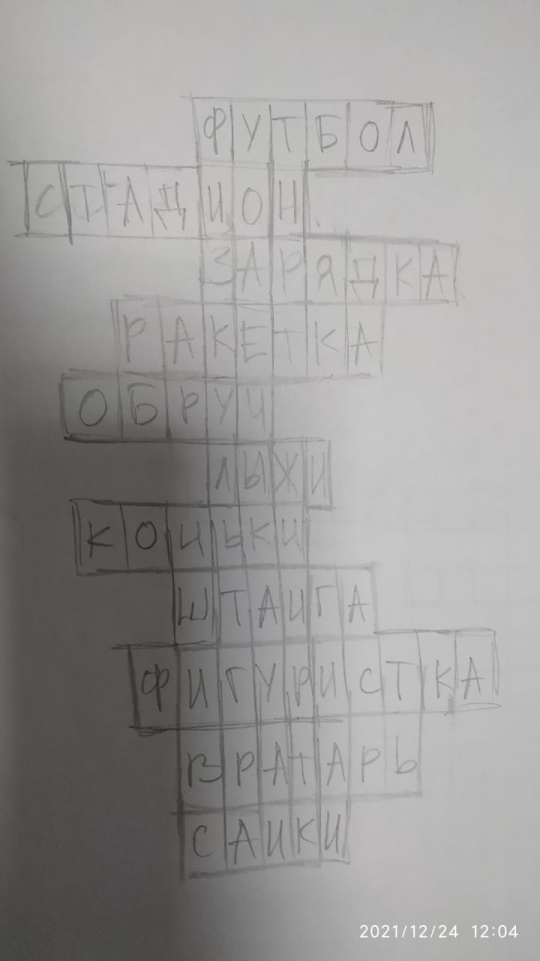 ФУТБОЛ
СТАДИОН.
ЗАРЯДКА
РАКЕТКА
ОБРУЧ
ЛЫЖИ
КОНЬКИ
ШТАНГА
ФИГУРИСТКА
ВРАТАРЬ
САНКИ
2021/12/24 12:04